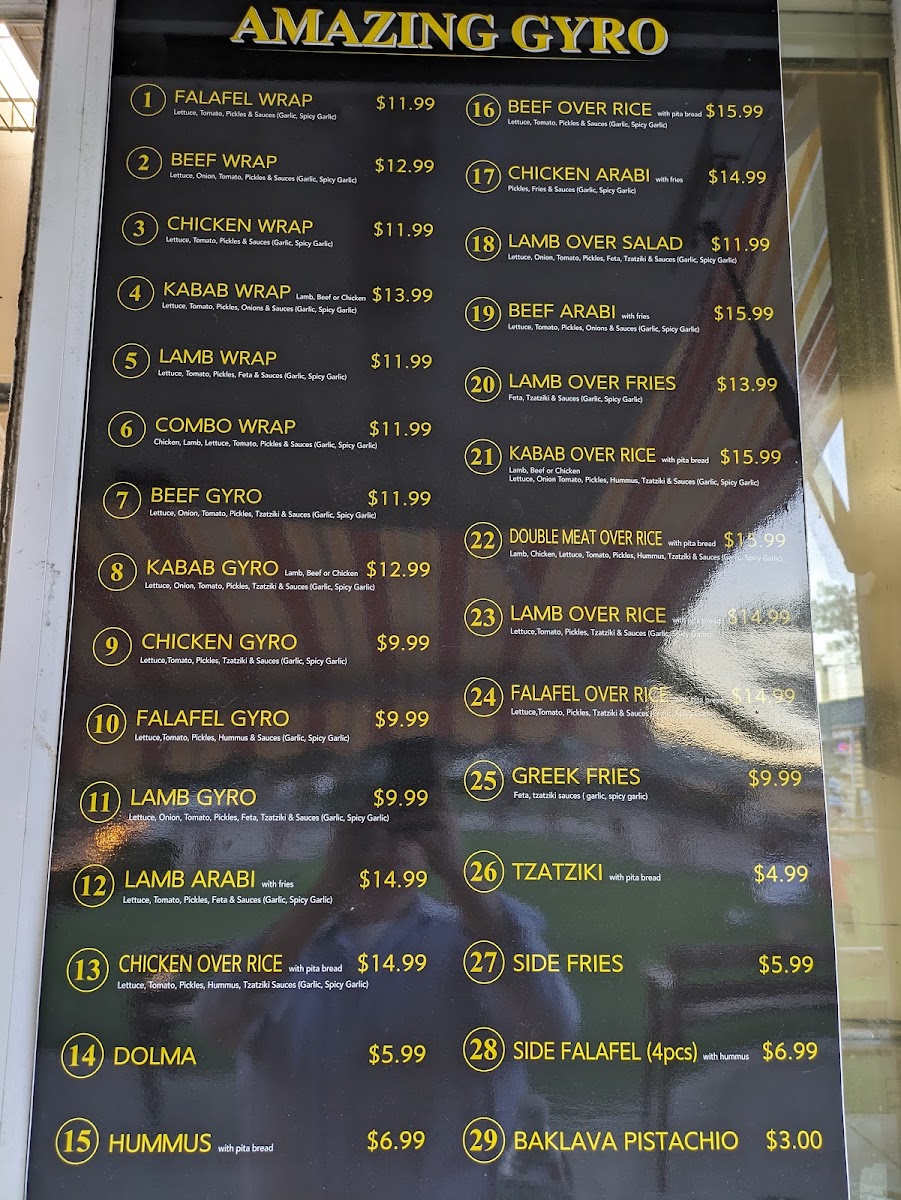 AMAZING GYRO
1 FALAFEL WRAP $11.99
Lettuce, Tomato, Pickles & Sauces (Garlic, Spicy Garlic)
2 BEEF WRAP $12.99
Lettuce, Onion, Tomato, Pickles & Sauces (Garlic, Spicy Garlic)
3 CHICKEN WRAP $11.99
Lettuce, Tomato, Pickles & Sauces (Garlic, Spicy Garlic)
4 KABAB WRAP Lamb, Beef or Chicken $13.99
Lettuce, Tomato, Pickles, Onions & Sauces (Garlic, Spicy Garlic)
5 LAMB WRAP $11.99
Lettuce, Tomato, Pickles, Feta & Sauces (Garlic, Spicy Garlic)
6 COMBO WRAP $11.99
Chicken, Lamb, Lettuce, Tomato, Pickles & Sauces (Garlic, Spicy Garlic)
7 BEEF GYRO $11.99
Lettuce, Onion, Tomato, Pickles, Tzatziki & Sauces (Garlic, Spicy Garlic)
8 KABAB GYRO Lamb, Beef or Chicken $12.99
Lettuce, Onion, Tomato, Pickles, Tzatziki & Sauces (Garlic, Spicy Garlic)
9 CHICKEN GYRO $9.99
Lettuce,Tomato, Pickles, Tzatziki & Sauces (Garlic, Spicy Garlic)
10 FALAFEL GYRO $9.99
Lettuce,Tomato, Pickles, Hummus & Sauces (Garlic, Spicy Garlic)
11 LAMB GYRO $9.99
Lettuce, Onion, Tomato, Pickles, Feta, Tzatziki & Sauces (Garlic, Spicy Garlic)
12 LAMB ARABI with fries $14.99
Lettuce, Tomato, Pickles, Feta & Sauces (Garlic, Spicy Garlic)
13 CHICKEN OVER RICE with pita bread $14.99
Lettuce, Tomato, Pickles, Hummus, Tzatziki Sauces (Garlic, Spicy Garlic)
14 DOLMA $5.99
15 HUMMUS with pita bread $6.99
16 BEEF OVER RICE with pita bread $15.99
Lettuce, Tomato, Pickles & Sauces (Garlic, Spicy Garlic)
17 CHICKEN ARABI with fries $14.99
Pickles, Fries & Sauces (Garlic, Spicy Garlic)
18 LAMB OVER SALAD $11.99
Lettuce, Onion, Tomato, Pickles, Feta, Tzatziki & Sauces (Garlic, Spicy Garlic)
19 BEEF ARABI with fries $15.99
Lettuce, Tomato, Pickles, Onions & Sauces (Garlic, Spicy Garlic)
20 LAMB OVER FRIES $13.99
Feta, Tzatziki & Sauces (Garlic, Spicy Garlic)
21 KABAB OVER RICE with pita bread $15.99
Lamb, Beef or Chicken
Lettuce, Onion Tomato, Pickles, Hummus, Tzatziki & Sauces (Garlic, Spicy Garlic)
22 DOUBLE MEAT OVER RICE with pita bread $15.99
Lamb, Chicken, Lettuce, Tomato, Pickles, Hummus, Tzatziki & Sauces (Garlic, Spicy Garlic)
23 LAMB OVER RICE with pita bread $14.99
Lettuce,Tomato, Pickles, Tzatziki & Sauces (Garlic, Spicy Garlic)
24 FALAFEL OVER RICE $14.99
Lettuce,Tomato, Pickles, Tzatziki & Sauces
25 GREEK FRIES $9.99
Feta, tzatziki sauces ( garlic, spicy garlic)
26 TZATZIKI with pita bread $4.99
27 SIDE FRIES $5.99
28 SIDE FALAFEL (4pcs) with hummus $6.99
29 BAKLAVA PISTACHIO $3.00